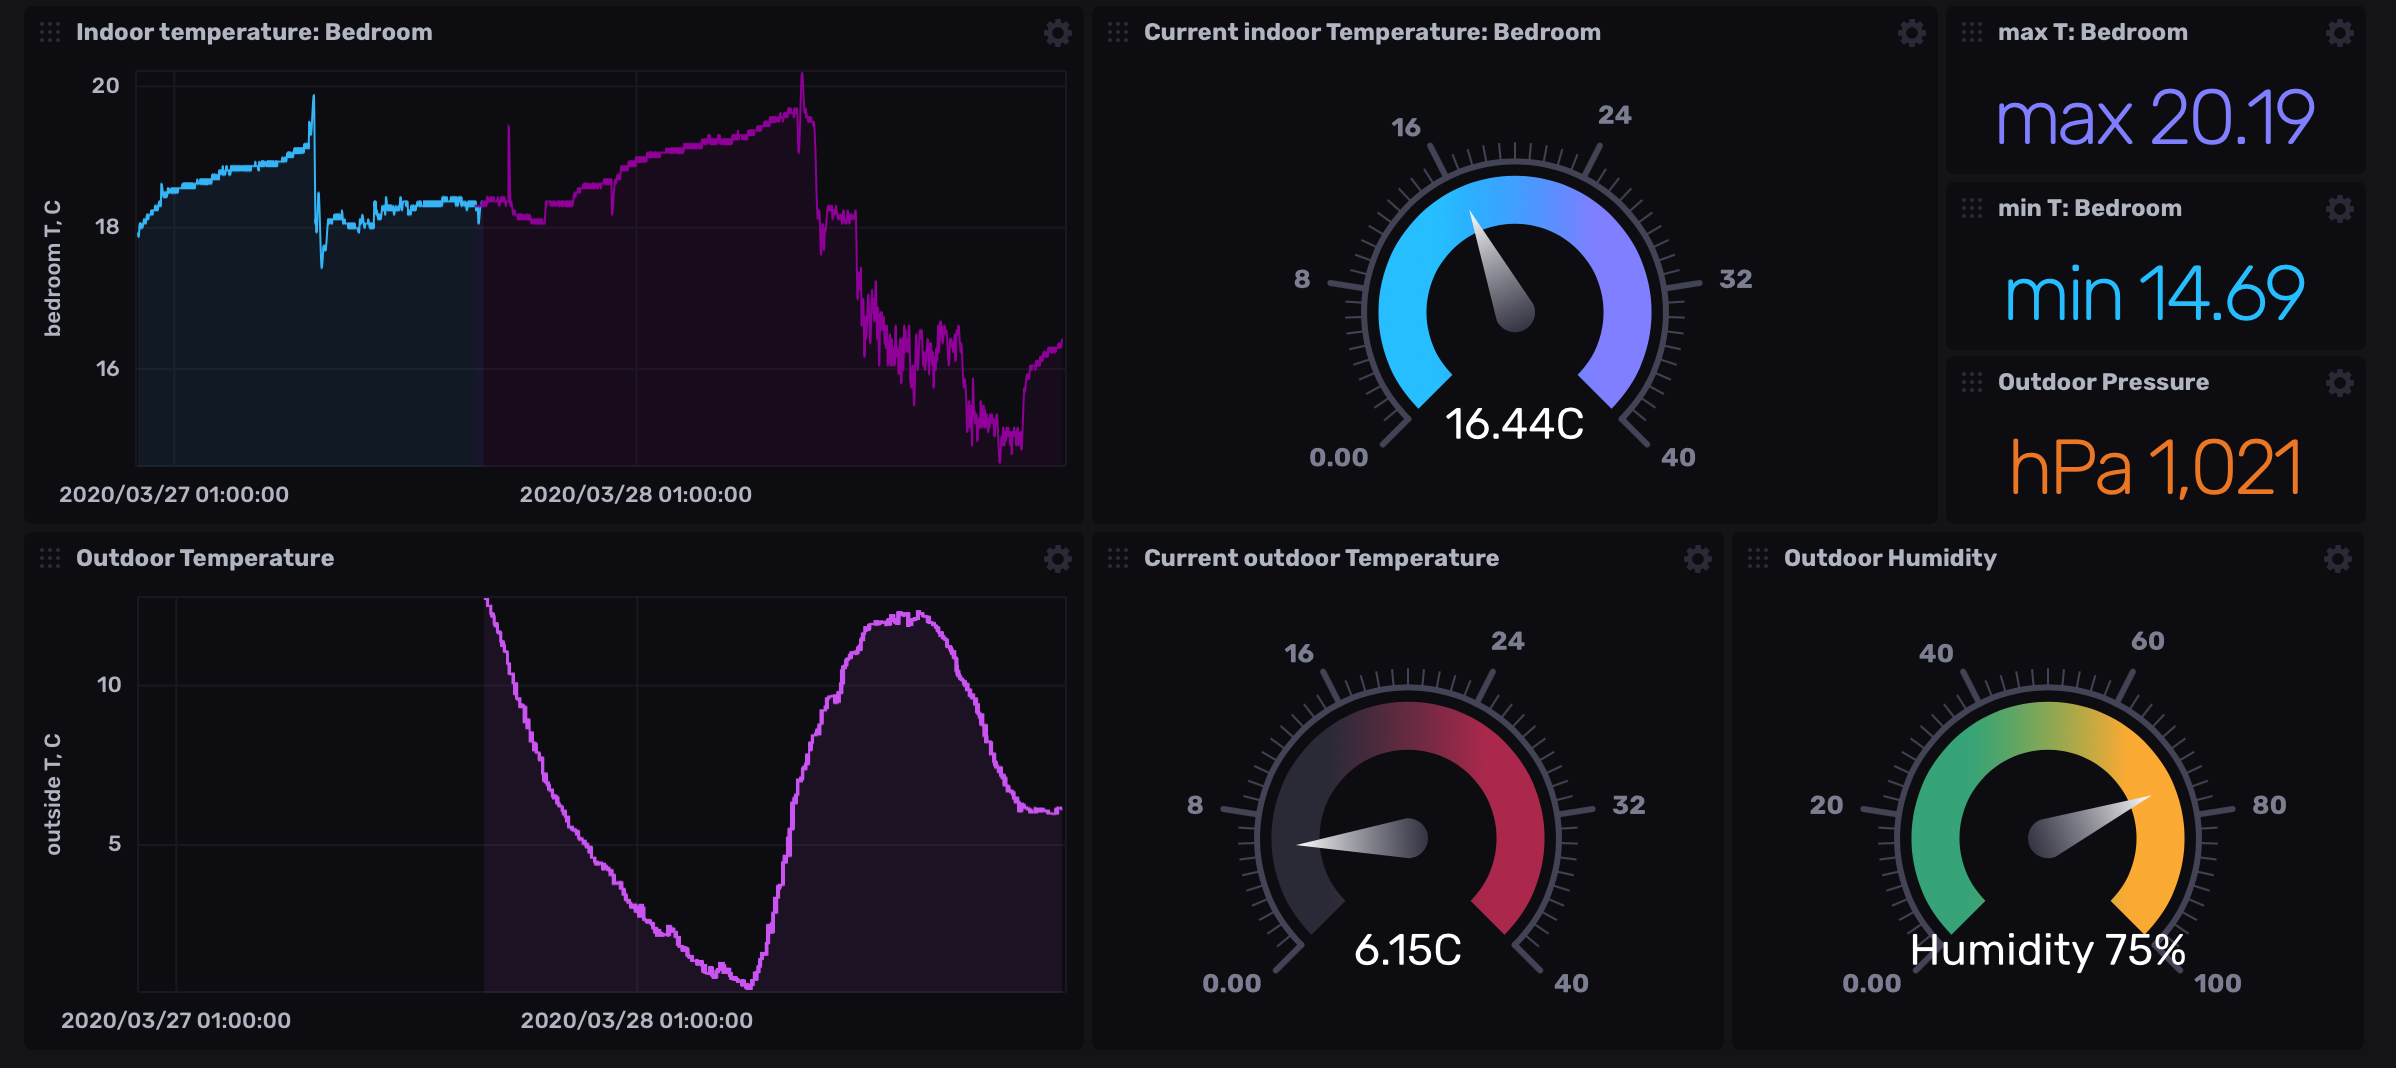 Indoor temperature: Bedroom
20
18
16
bedroom T, C
2020/03/27 01:00:00
2020/03/28 01:00:00
Current indoor Temperature: Bedroom
0.00
8
16
24
32
40
16.44C
max T: Bedroom
max 20.19
min T: Bedroom
min 14.69
Outdoor Pressure
hPa 1,021
Outdoor Temperature
10
5
outside T, C
2020/03/27 01:00:00
2020/03/28 01:00:00
Current outdoor Temperature
0.00
8
16
24
32
40
6.15C
Outdoor Humidity
0.00
20
40
60
80
100
Humidity 75%